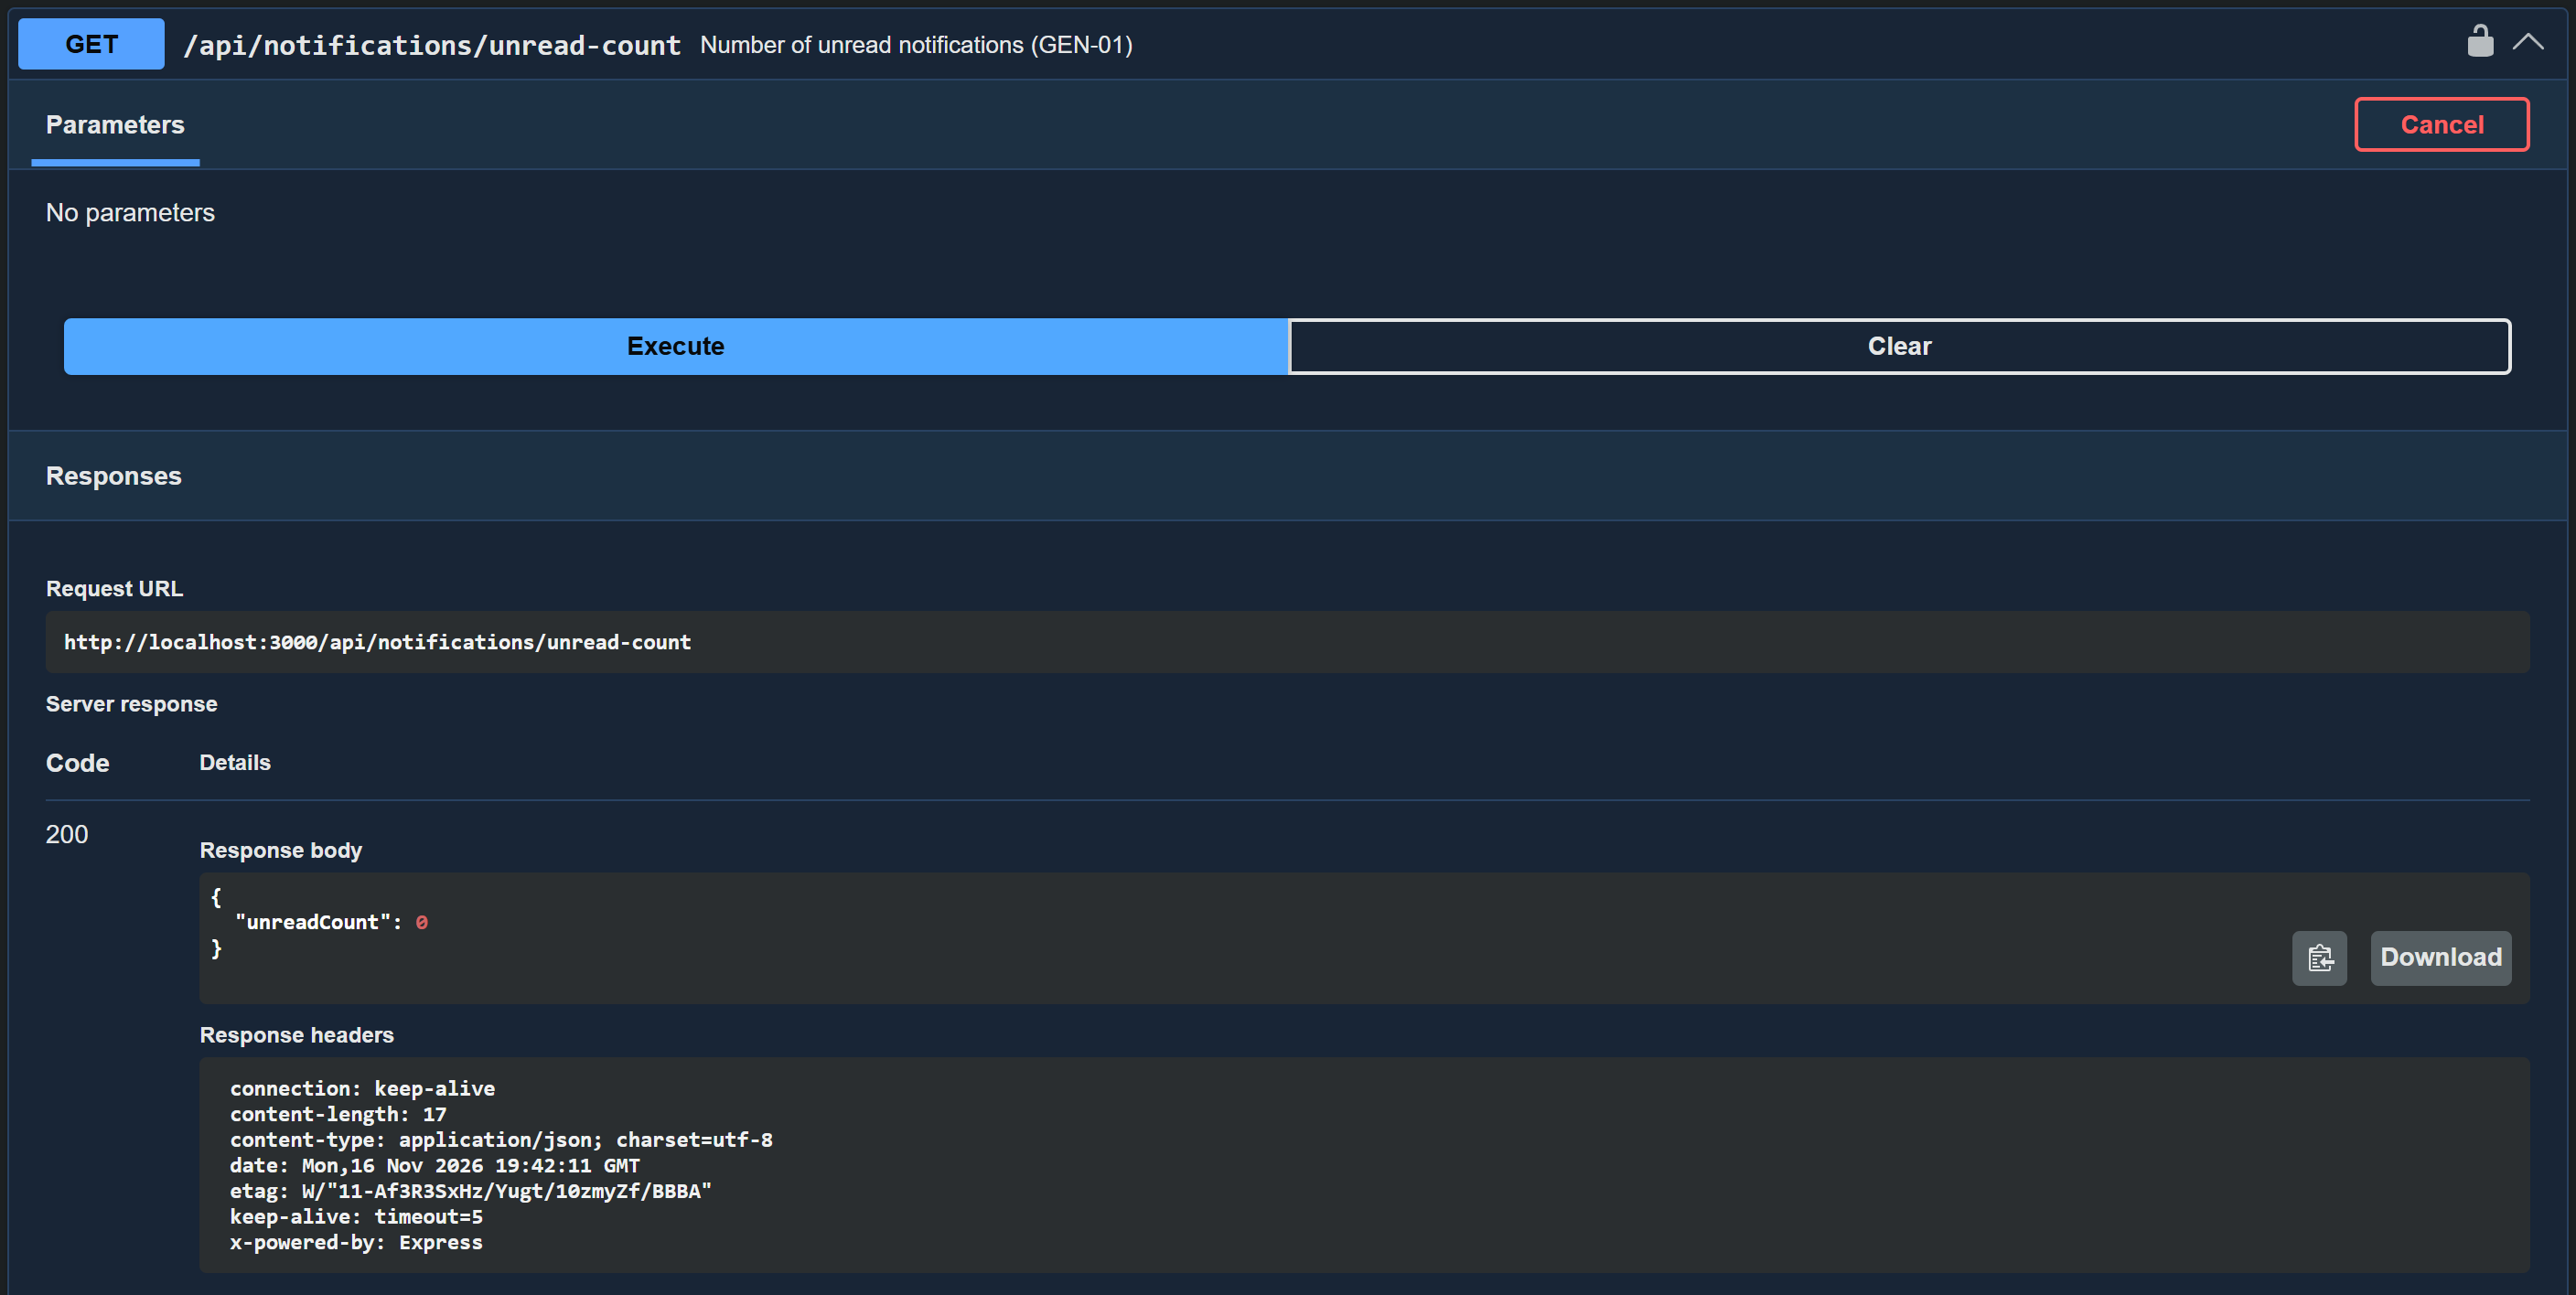 GET /api/notifications/unread-count Number of unread notifications (GEN-01)
Parameters Cancel
No parameters
Execute Clear
Responses
Request URL
http://localhost:3000/api/notifications/unread-count
Server response
Code Details
200
Response body
{
  "unreadCount": 0
}
Download
Response headers
connection: keep-alive
content-length: 17
content-type: application/json; charset=utf-8
date: Mon,16 Nov 2026 19:42:11 GMT
etag: W/"11-Af3R3SxHz/Yugt/10zmyZf/BBBA"
keep-alive: timeout=5
x-powered-by: Express